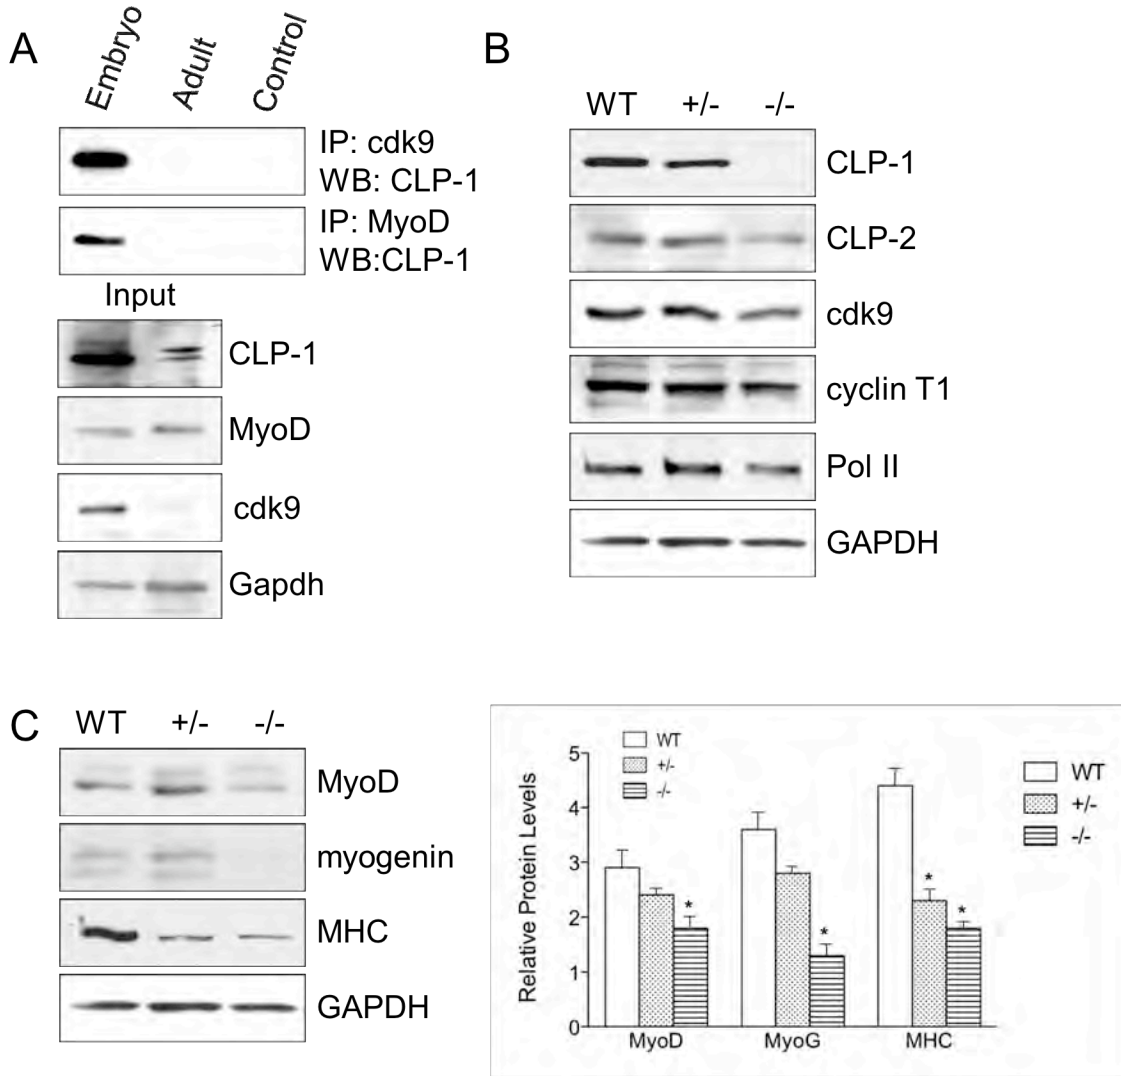 A
Embryo
Adult
Control
IP: cdk9
WB: CLP-1
IP: MyoD
WB:CLP-1
Input
CLP-1
MyoD
cdk9
Gapdh
B
WT +/- -/-
CLP-1
CLP-2
cdk9
cyclin T1
Pol II
GAPDH
C
WT +/- -/-
MyoD
myogenin
MHC
GAPDH
Relative Protein Levels
5
4
3
2
1
0
WT
+/-
-/-
*
*
*
*
MyoD MyoG MHC
WT
+/-
-/-